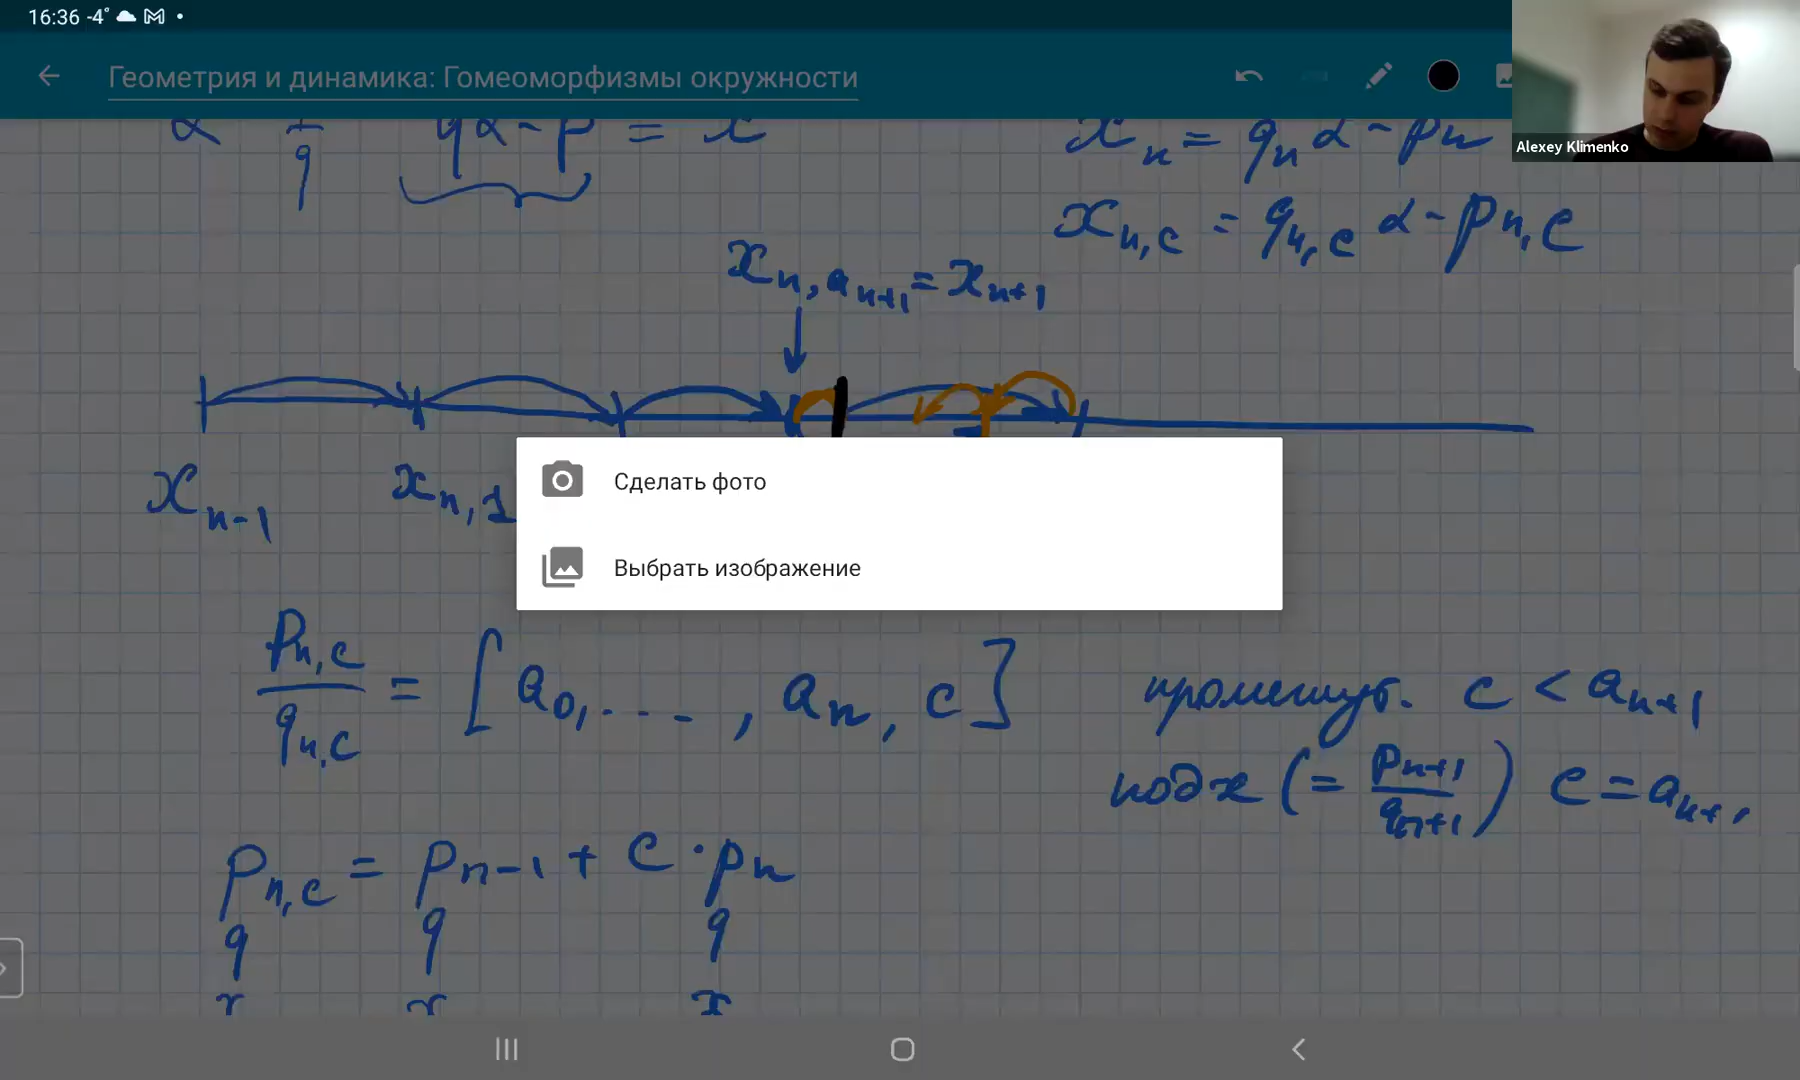 16:36 -4°
Геометрия и динамика: Гомеоморфизмы окружности
Alexey Klimenko
α q qα - p = x
x_n = q_n α - p_n
x_{n,c} = q_{n,c} α - p_{n,c}
x_{n,a_{n+1}} = x_{n+1}
x_{n-1} x_{n,1}
Сделать фото
Выбрать изображение
p_{n,c}/q_{n,c} = [a_0, ..., a_n, c]
промежут. c < a_{n+1}
подх (= p_{n+1}/q_{n+1}) c = a_{n+1}
p_{n,c} = p_{n-1} + c · p_n
q q q
x x x